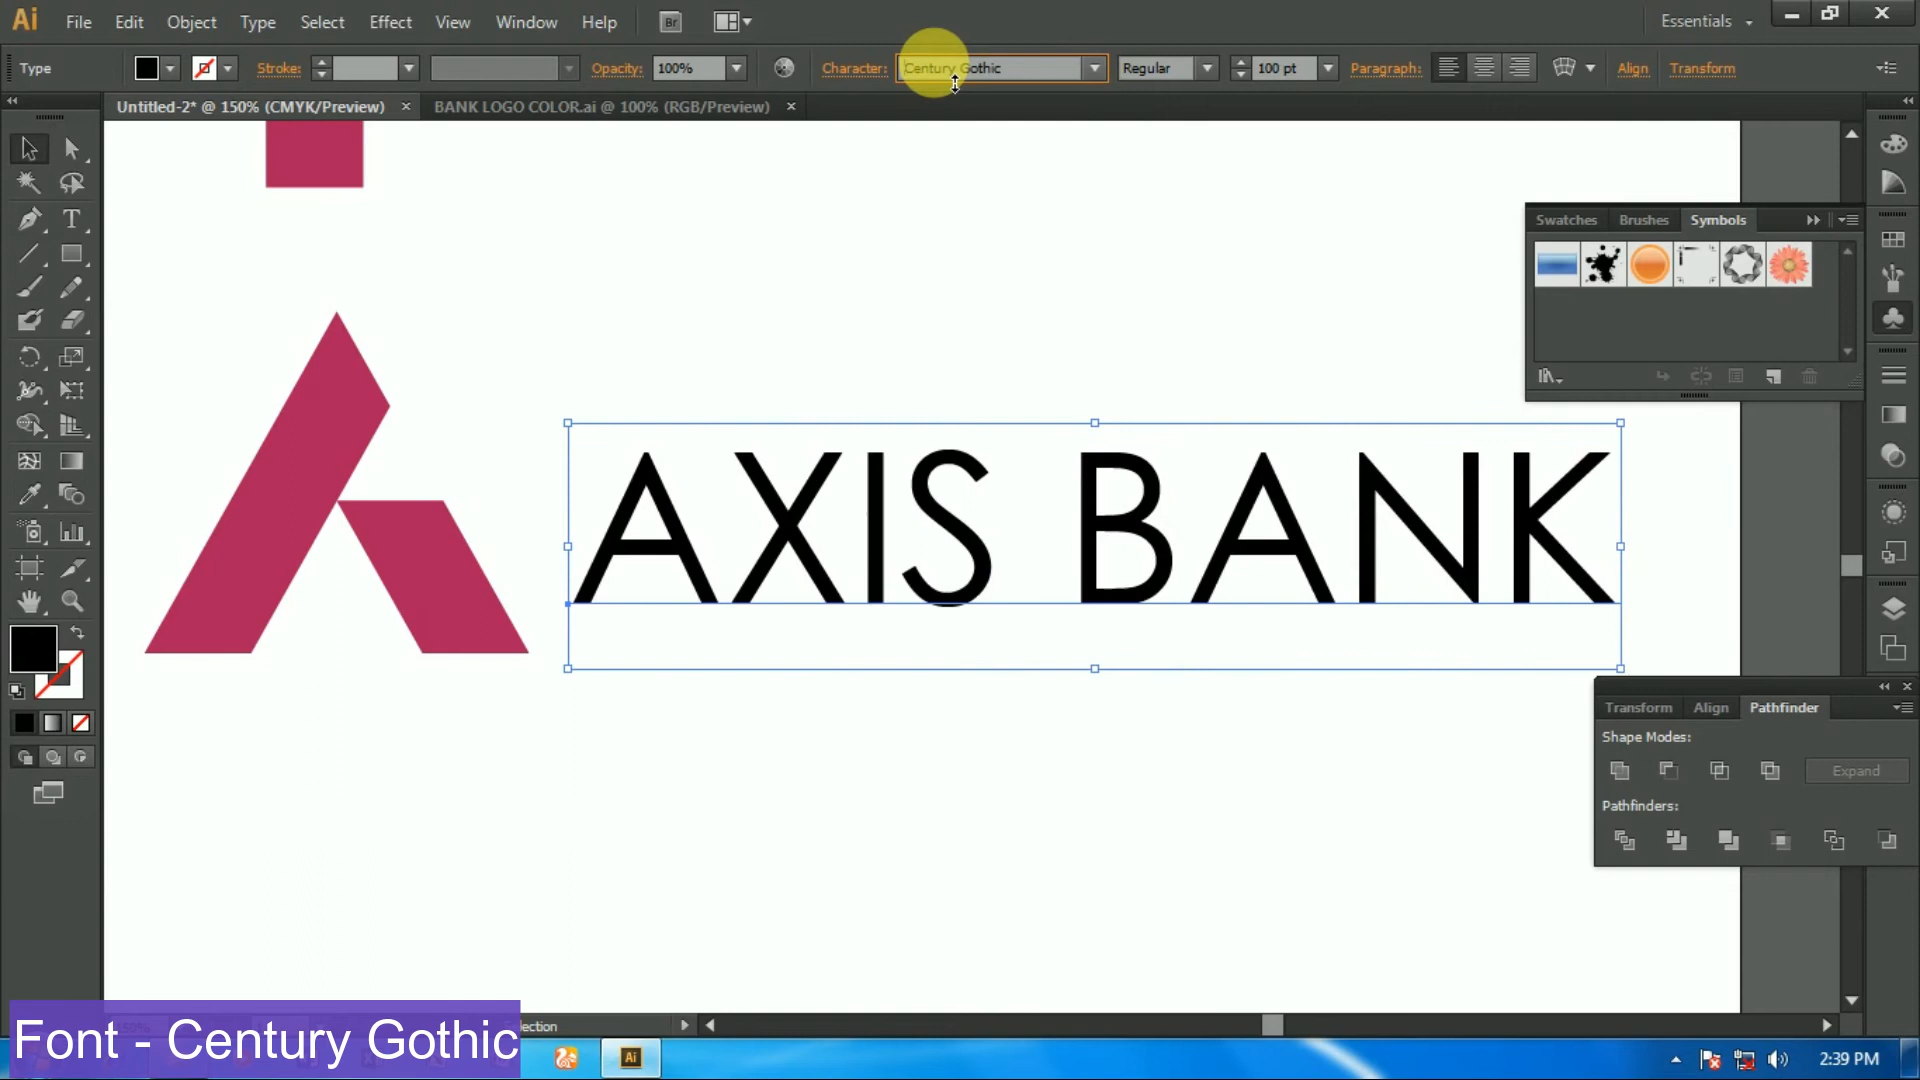 Ai File Edit Object Type Select Effect View Window Help Br Essentials
Type Stroke: Opacity: 100% Character: Century Gothic Regular 100 pt Paragraph: Align Transform
Untitled-2* @ 150% (CMYK/Preview) × BANK LOGO COLOR.ai @ 100% (RGB/Preview) ×
T
Swatches Brushes Symbols
AXIS BANK
Transform Align Pathfinder
Shape Modes:
Expand
Pathfinders:
Font - Century Gothic
Ai
2:39 PM